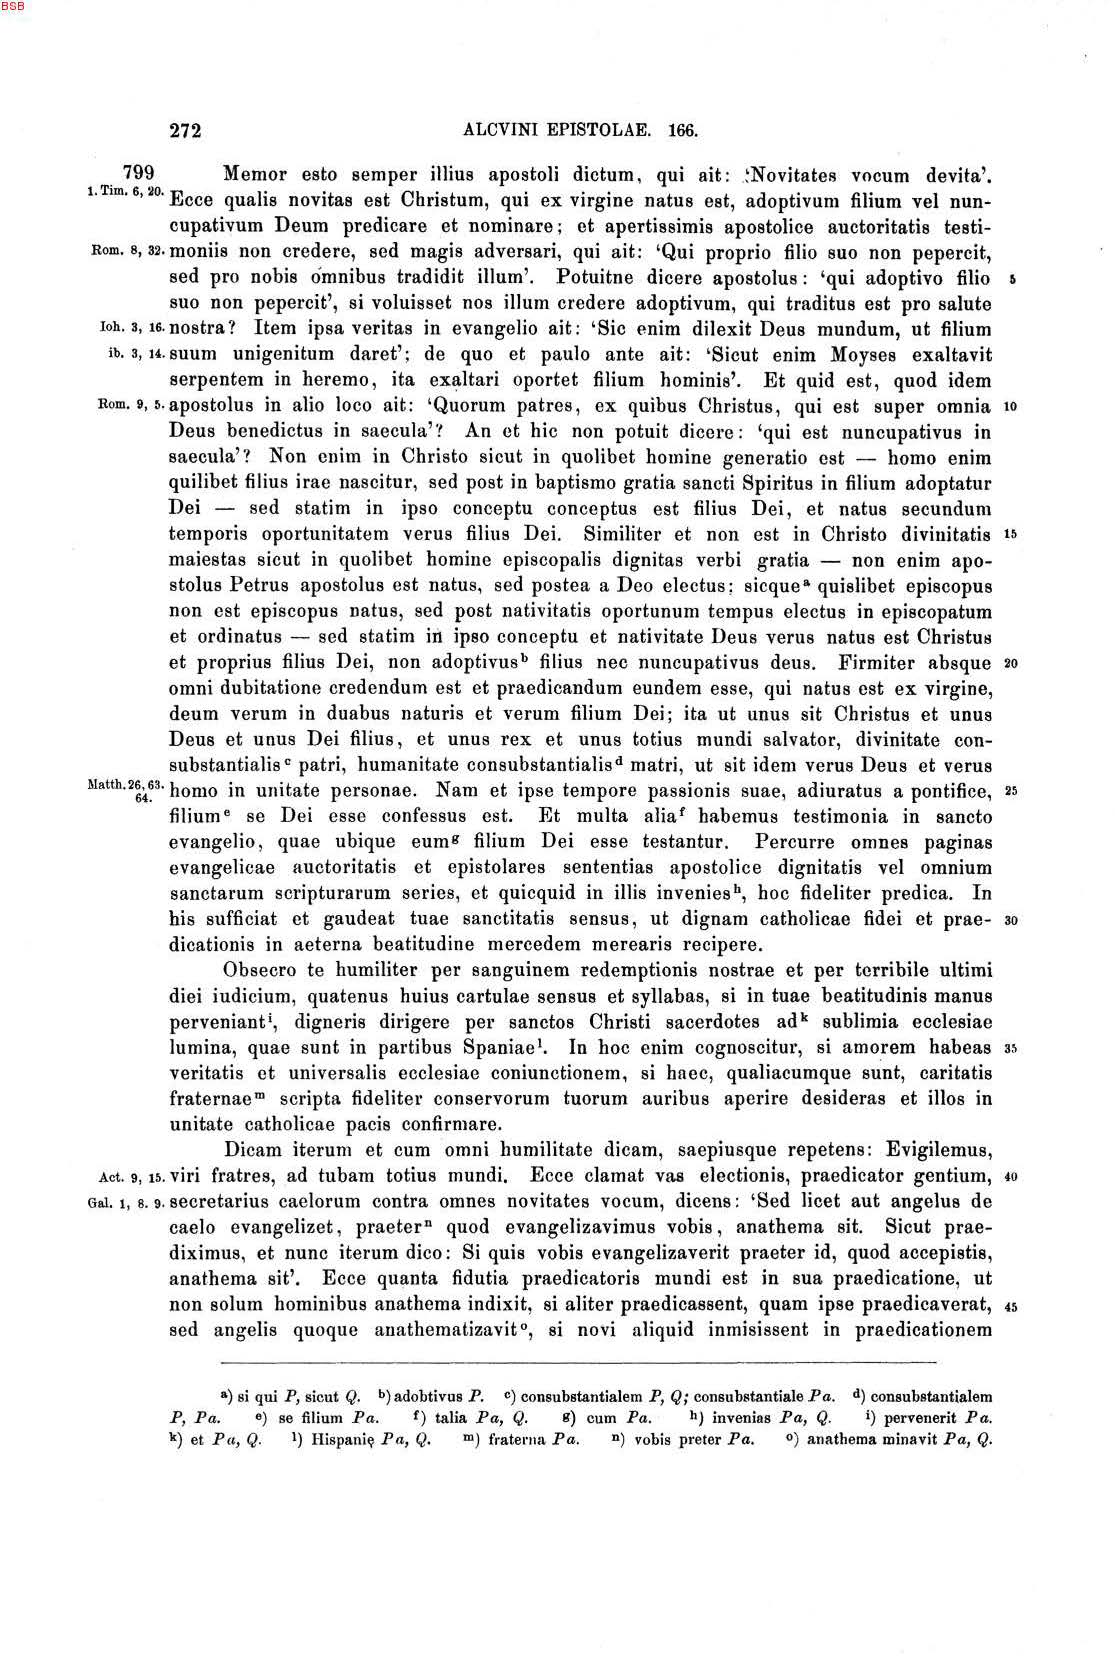 BSB
272 ALCVINI EPISTOLAE. 166.
799 Memor esto semper illius apostoli dictum, qui ait: ‘Novitates vocum devita’.
1. Tim. 6, 20. Ecce qualis novitas est Christum, qui ex virgine natus est, adoptivum filium vel nun-
cupativum Deum predicare et nominare; et apertissimis apostolice auctoritatis testi-
Rom. 8, 32. moniis non credere, sed magis adversari, qui ait: ‘Qui proprio filio suo non pepercit,
sed pro nobis omnibus tradidit illum’. Potuitne dicere apostolus: ‘qui adoptivo filio 5
suo non pepercit’, si voluisset nos illum credere adoptivum, qui traditus est pro salute
Ioh. 3, 16. nostra? Item ipsa veritas in evangelio ait: ‘Sic enim dilexit Deus mundum, ut filium
ib. 3, 14. suum unigenitum daret’; de quo et paulo ante ait: ‘Sicut enim Moyses exaltavit
serpentem in heremo, ita exaltari oportet filium hominis’. Et quid est, quod idem
Rom. 9, 5. apostolus in alio loco ait: ‘Quorum patres, ex quibus Christus, qui est super omnia 10
Deus benedictus in saecula’? An et hic non potuit dicere: ‘qui est nuncupativus in
saecula’? Non enim in Christo sicut in quolibet homine generatio est — homo enim
quilibet filius irae nascitur, sed post in baptismo gratia sancti Spiritus in filium adoptatur
Dei — sed statim in ipso conceptu conceptus est filius Dei, et natus secundum
temporis oportunitatem verus filius Dei. Similiter et non est in Christo divinitatis 15
maiestas sicut in quolibet homine episcopalis dignitas verbi gratia — non enim apo-
stolus Petrus apostolus est natus, sed postea a Deo electus; sicque a quislibet episcopus
non est episcopus natus, sed post nativitatis oportunum tempus electus in episcopatum
et ordinatus — sed statim in ipso conceptu et nativitate Deus verus natus est Christus
et proprius filius Dei, non adoptivus b filius nec nuncupativus deus. Firmiter absque 20
omni dubitatione credendum est et praedicandum eundem esse, qui natus est ex virgine,
deum verum in duabus naturis et verum filium Dei; ita ut unus sit Christus et unus
Deus et unus Dei filius, et unus rex et unus totius mundi salvator, divinitate con-
substantialis c patri, humanitate consubstantialis d matri, ut sit idem verus Deus et verus
Matth. 26, 63. 64. homo in unitate personae. Nam et ipse tempore passionis suae, adiuratus a pontifice, 25
filium e se Dei esse confessus est. Et multa alia f habemus testimonia in sancto
evangelio, quae ubique eum g filium Dei esse testantur. Percurre omnes paginas
evangelicae auctoritatis et epistolares sententias apostolice dignitatis vel omnium
sanctarum scripturarum series, et quicquid in illis invenies h, hoc fideliter predica. In
his sufficiat et gaudeat tuae sanctitatis sensus, ut dignam catholicae fidei et prae- 30
dicationis in aeterna beatitudine mercedem merearis recipere.
Obsecro te humiliter per sanguinem redemptionis nostrae et per terribile ultimi
diei iudicium, quatenus huius cartulae sensus et syllabas, si in tuae beatitudinis manus
perveniant i, digneris dirigere per sanctos Christi sacerdotes ad k sublimia ecclesiae
lumina, quae sunt in partibus Spaniae l. In hoc enim cognoscitur, si amorem habeas 35
veritatis et universalis ecclesiae coniunctionem, si haec, qualiacumque sunt, caritatis
fraternae m scripta fideliter conservorum tuorum auribus aperire desideras et illos in
unitate catholicae pacis confirmare.
Dicam iterum et cum omni humilitate dicam, saepiusque repetens: Evigilemus,
Act. 9, 15. viri fratres, ad tubam totius mundi. Ecce clamat vas electionis, praedicator gentium, 40
Gal. 1, 8. 9. secretarius caelorum contra omnes novitates vocum, dicens: ‘Sed licet aut angelus de
caelo evangelizet, praeter n quod evangelizavimus vobis, anathema sit. Sicut prae-
diximus, et nunc iterum dico: Si quis vobis evangelizaverit praeter id, quod accepistis,
anathema sit’. Ecce quanta fidutia praedicatoris mundi est in sua praedicatione, ut
non solum hominibus anathema indixit, si aliter praedicassent, quam ipse praedicaverat, 45
sed angelis quoque anathematizavit o, si novi aliquid inmisissent in praedicationem
a) si qui P, sicut Q. b) adobtivus P. c) consubstantialem P, Q; consubstantiale Pa. d) consubstantialem
P, Pa. e) se filium Pa. f) talia Pa, Q. g) cum Pa. h) invenias Pa, Q. i) pervenerit Pa.
k) et Pa, Q. l) Hispanię Pa, Q. m) fraterna Pa. n) vobis preter Pa. o) anathema minavit Pa, Q.